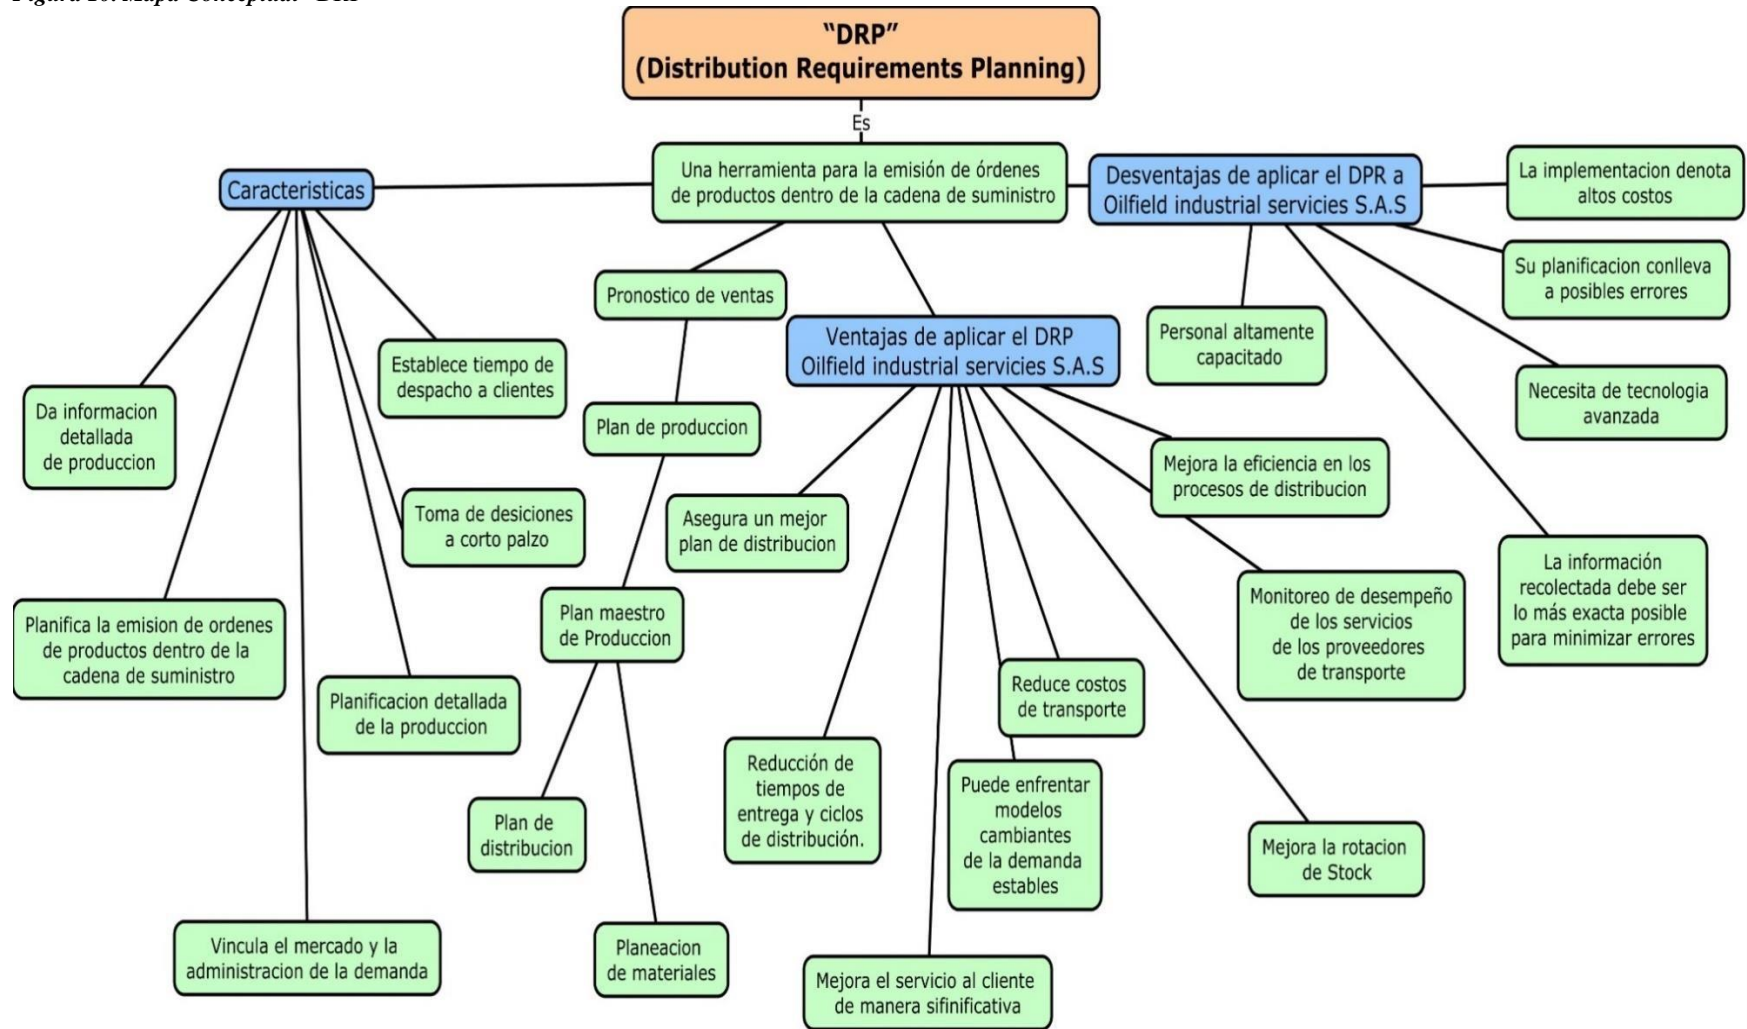 “DRP”
(Distribution Requirements Planning)
Es
Una herramienta para la emisión de órdenes
de productos dentro de la cadena de suministro
Caracteristicas
Desventajas de aplicar el DPR a
Oilfield industrial servicies S.A.S
La implementacion denota
altos costos
Su planificacion conlleva
a posibles errores
Pronostico de ventas
Personal altamente
capacitado
Ventajas de aplicar el DRP
Oilfield industrial servicies S.A.S
Establece tiempo de
despacho a clientes
Necesita de tecnologia
avanzada
Da informacion
detallada
de produccion
Plan de produccion
Mejora la eficiencia en los
procesos de distribucion
Toma de desiciones
a corto palzo
Asegura un mejor
plan de distribucion
La información
recolectada debe ser
lo más exacta posible
para minimizar errores
Planifica la emision de ordenes
de productos dentro de la
cadena de suministro
Plan maestro
de Produccion
Monitoreo de desempeño
de los servicios
de los proveedores
de transporte
Planificacion detallada
de la produccion
Reduce costos
de transporte
Reducción de
tiempos de
entrega y ciclos
de distribución.
Puede enfrentar
modelos
cambiantes
de la demanda
estables
Plan de
distribucion
Mejora la rotacion
de Stock
Vincula el mercado y la
administracion de la demanda
Planeacion
de materiales
Mejora el servicio al cliente
de manera sifinificativa